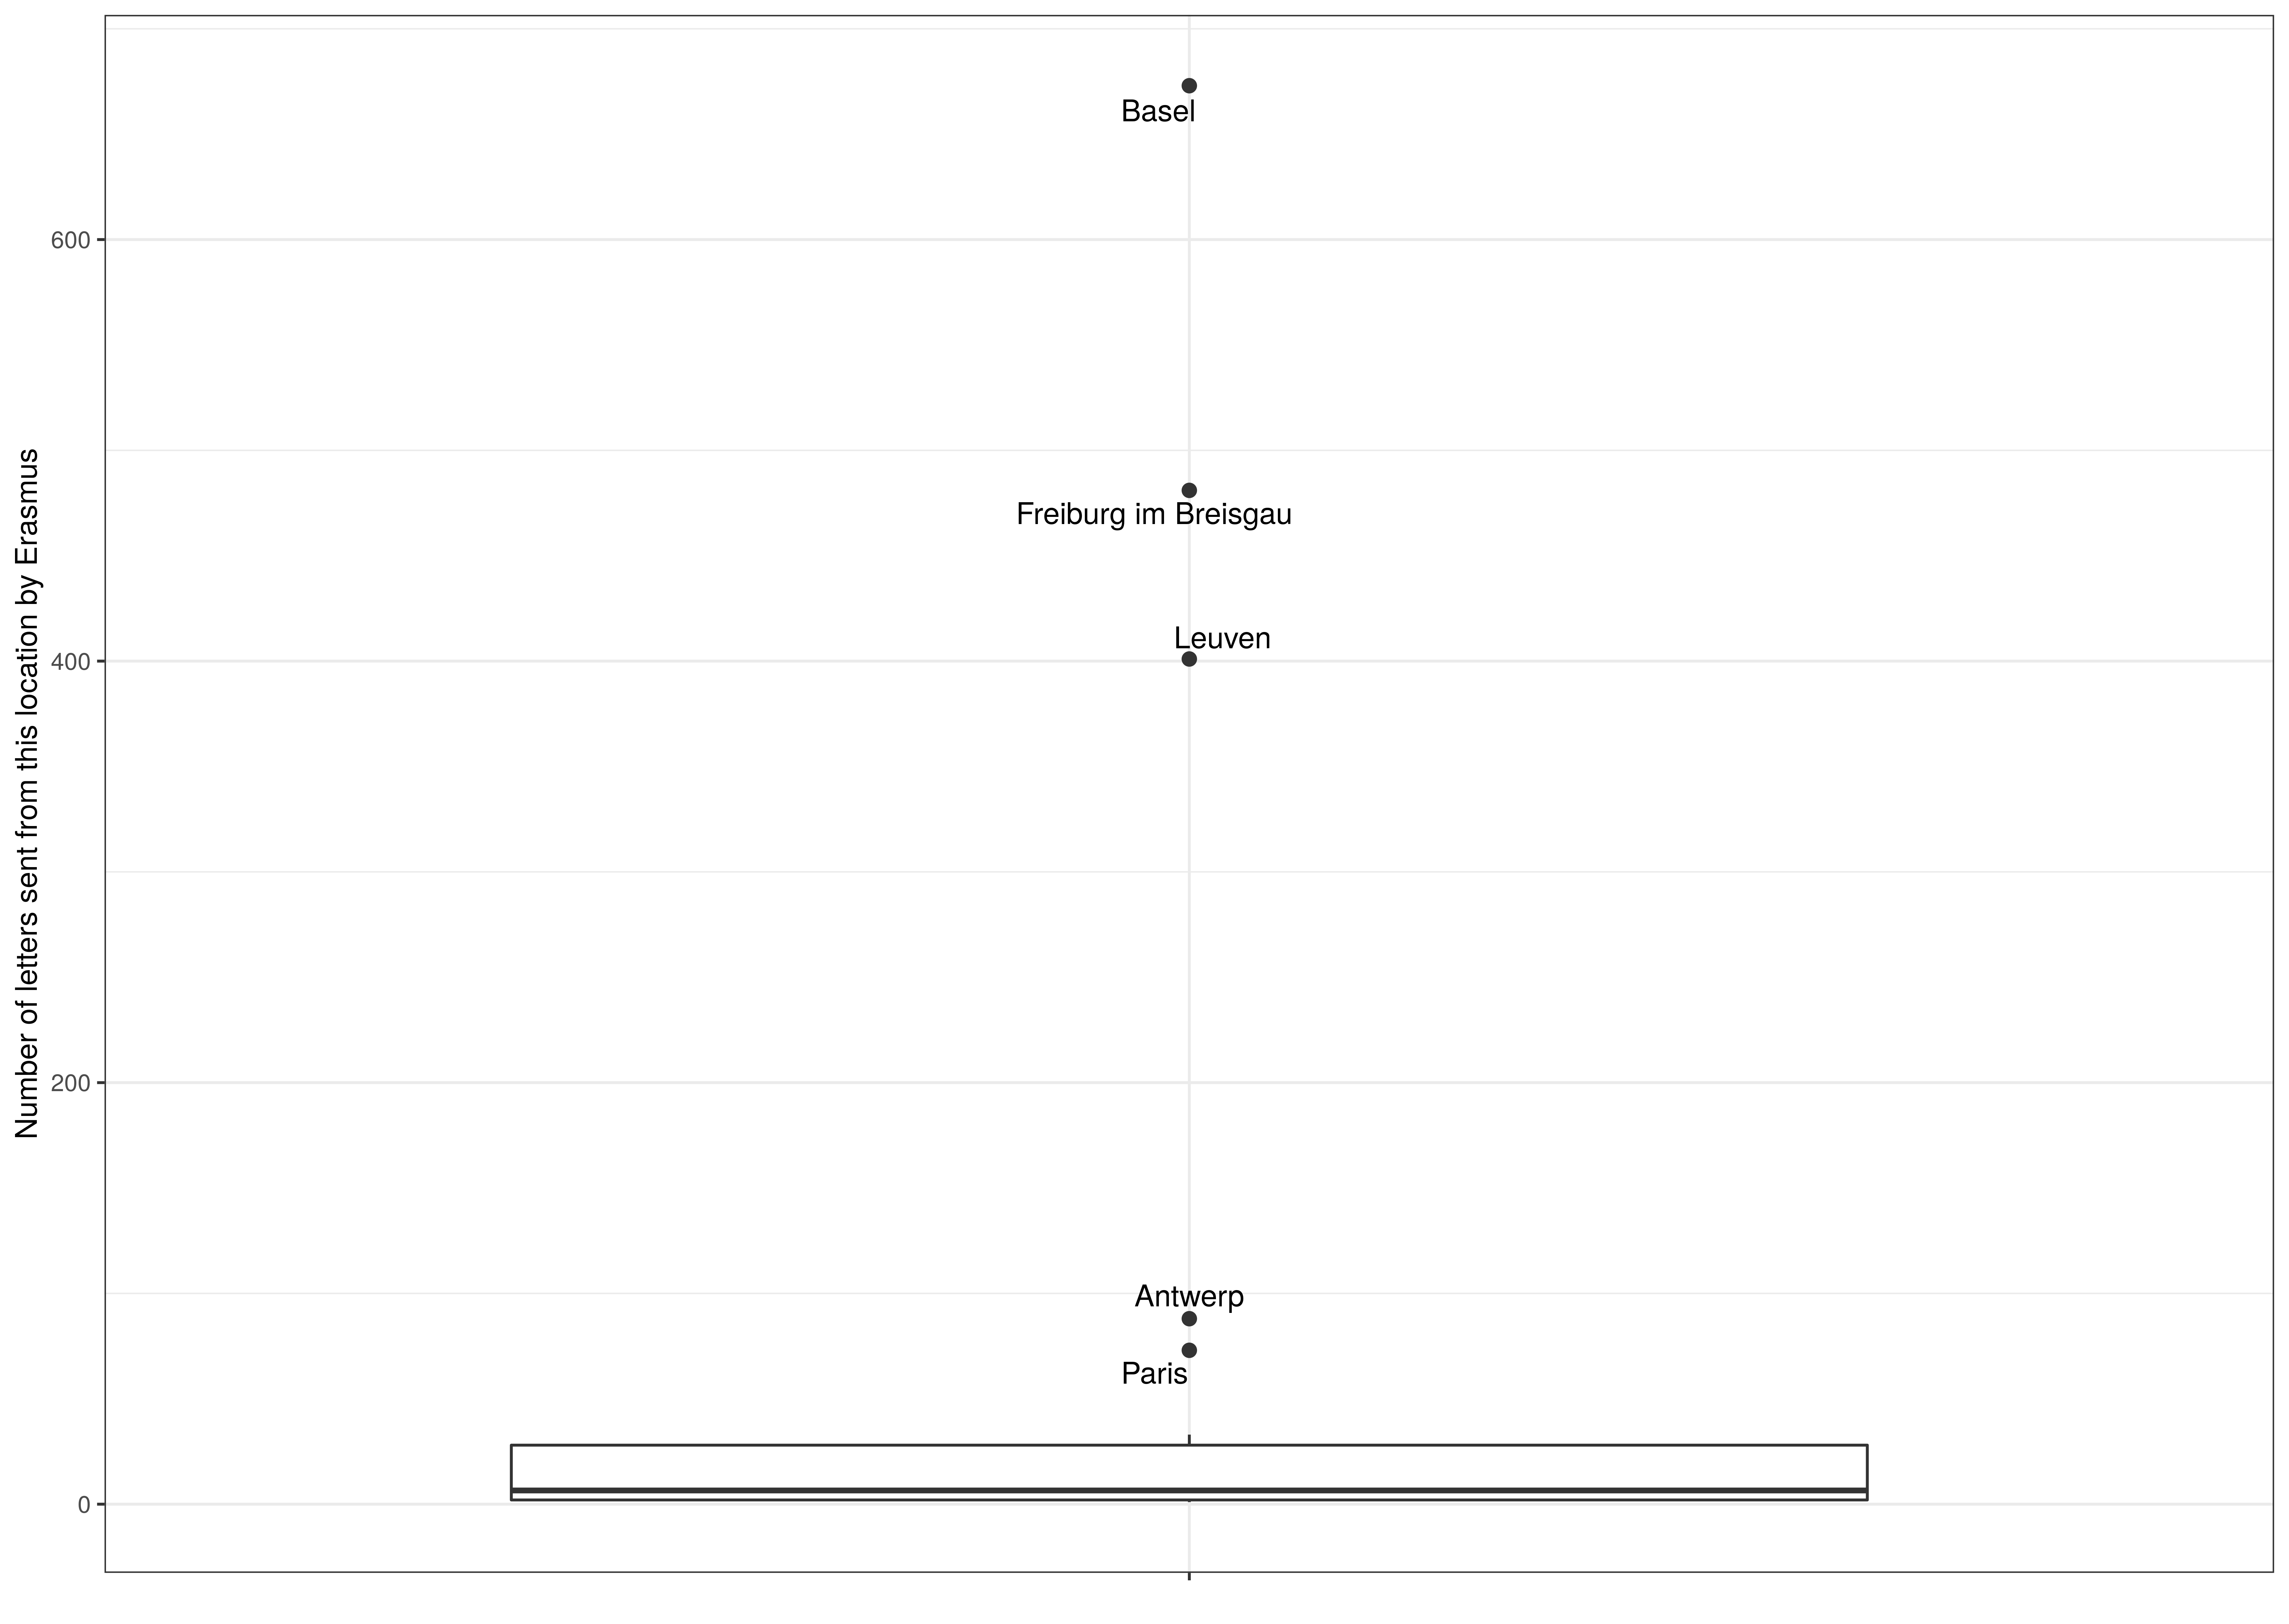 Number of letters sent from this location by Erasmus
600
400
200
0
Basel
Freiburg im Breisgau
Leuven
Antwerp
Paris